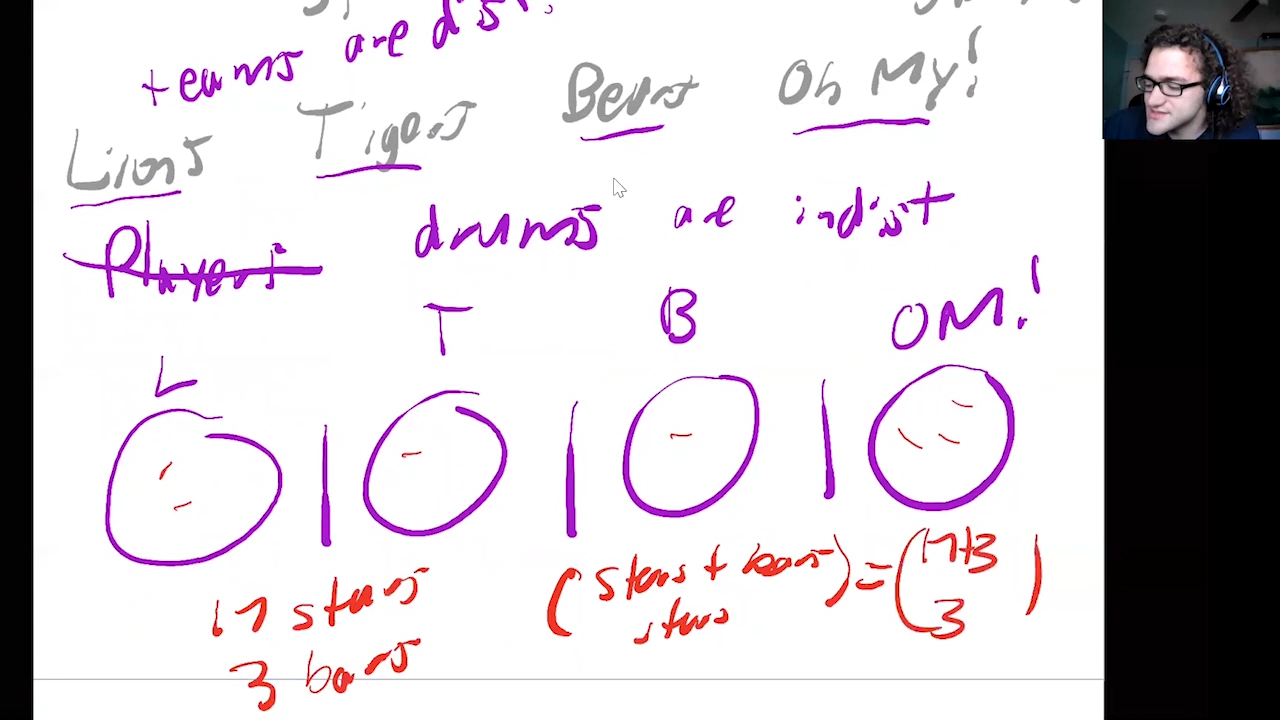 teams are dist.
Lions Tigers Bears Oh My!
Players drums are indist
L T B OM!
17 stars
3 bars
(stars + bars
stars) = (17+3
3)